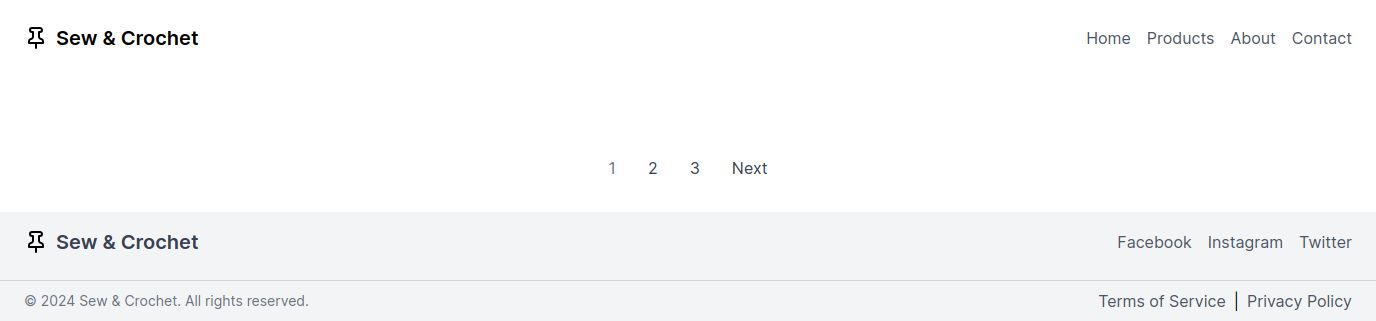 Sew & Crochet Home Products About Contact
1 2 3 Next
Sew & Crochet Facebook Instagram Twitter
© 2024 Sew & Crochet. All rights reserved. Terms of Service | Privacy Policy